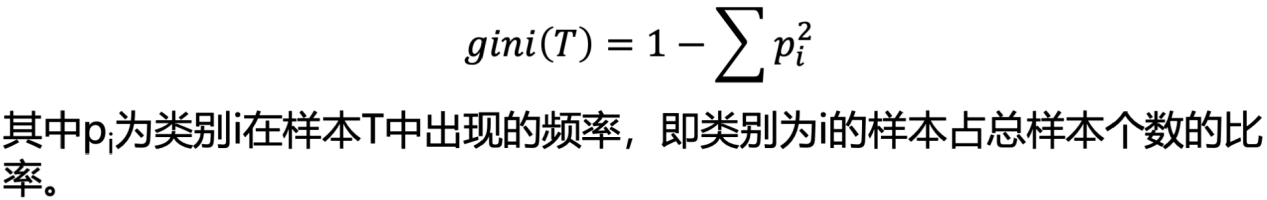 gini(T) = 1 − ∑ p_i^2
其中p_i为类别i在样本T中出现的频率，即类别为i的样本占总样本个数的比
率。